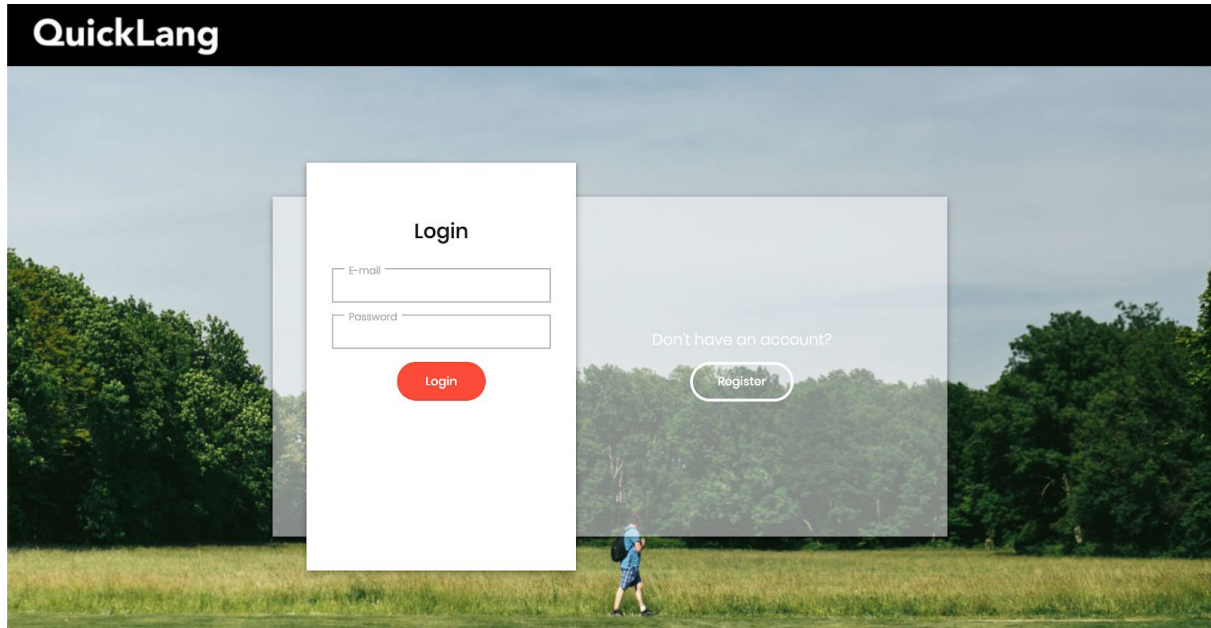 QuickLang
Login
E-mail
Password
Login
Don't have an account?
Register